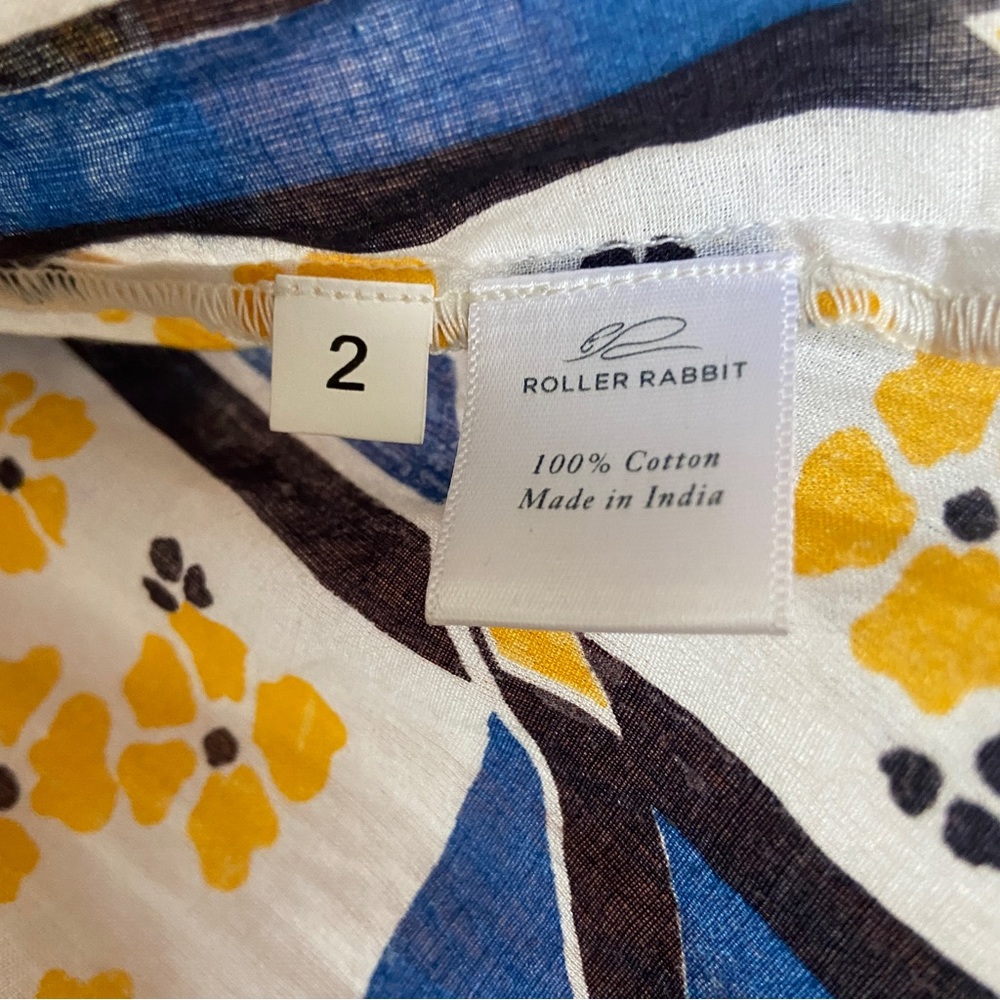 2
ROLLER RABBIT
100% Cotton
Made in India